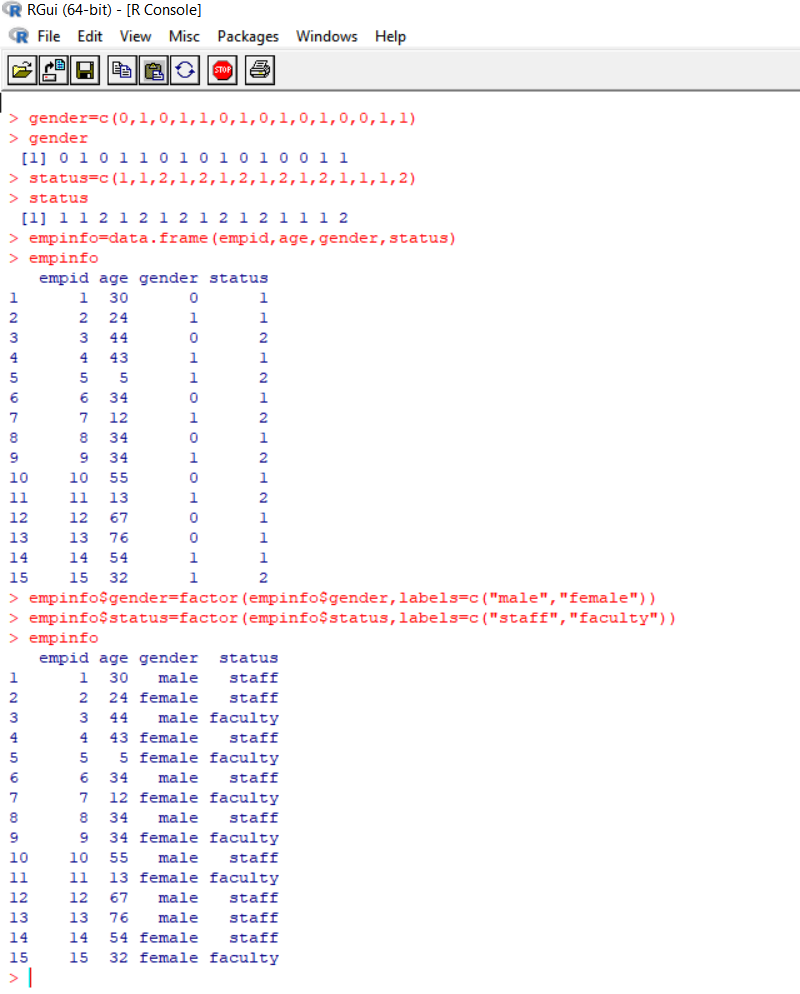 RGui (64-bit) - [R Console]
File Edit View Misc Packages Windows Help
STOP
> gender=c(0,1,0,1,1,0,1,0,1,0,1,0,0,1,1)
> gender
[1] 0 1 0 1 1 0 1 0 1 0 1 0 0 1 1
> status=c(1,1,2,1,2,1,2,1,2,1,2,1,1,1,2)
> status
[1] 1 1 2 1 2 1 2 1 2 1 2 1 1 1 2
> empinfo=data.frame(empid,age,gender,status)
> empinfo
empid age gender status
1 1 30 0 1
2 2 24 1 1
3 3 44 0 2
4 4 43 1 1
5 5 5 1 2
6 6 34 0 1
7 7 12 1 2
8 8 34 0 1
9 9 34 1 2
10 10 55 0 1
11 11 13 1 2
12 12 67 0 1
13 13 76 0 1
14 14 54 1 1
15 15 32 1 2
> empinfo$gender=factor(empinfo$gender,labels=c("male","female"))
> empinfo$status=factor(empinfo$status,labels=c("staff","faculty"))
> empinfo
empid age gender status
1 1 30 male staff
2 2 24 female staff
3 3 44 male faculty
4 4 43 female staff
5 5 5 female faculty
6 6 34 male staff
7 7 12 female faculty
8 8 34 male staff
9 9 34 female faculty
10 10 55 male staff
11 11 13 female faculty
12 12 67 male staff
13 13 76 male staff
14 14 54 female staff
15 15 32 female faculty
>